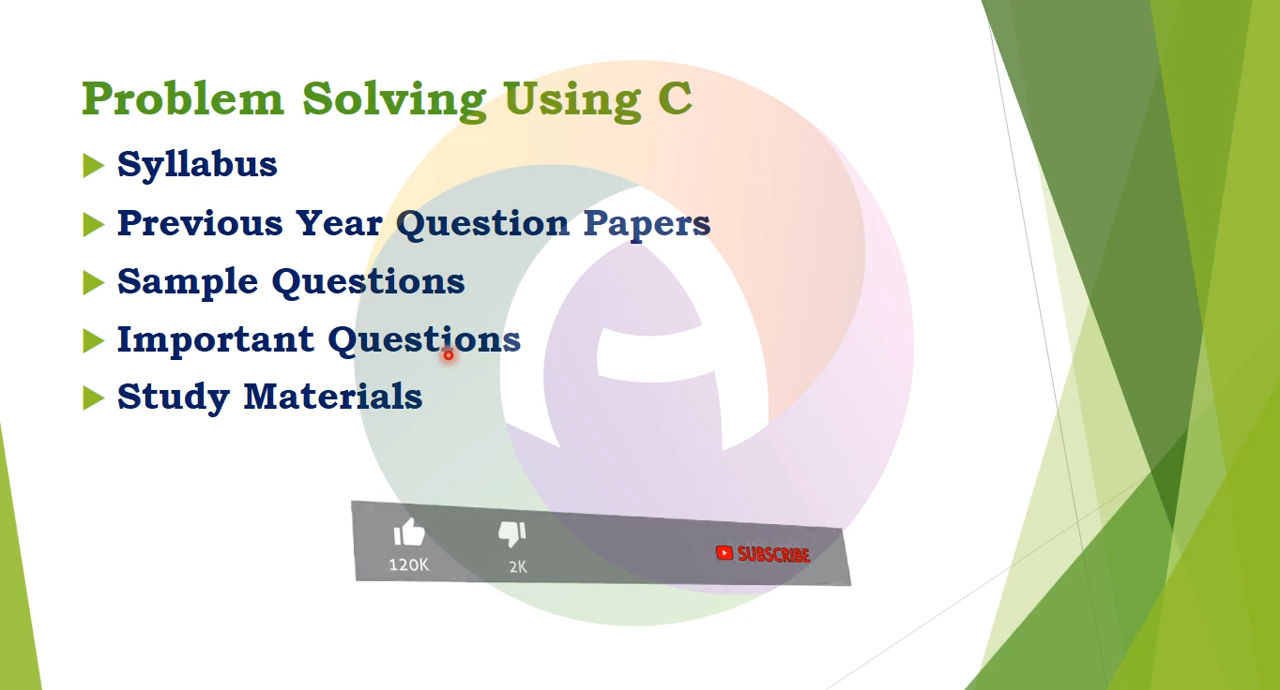 Problem Solving Using C
Syllabus
Previous Year Question Papers
Sample Questions
Important Questions
Study Materials
120K
2K
SUBSCRIBE